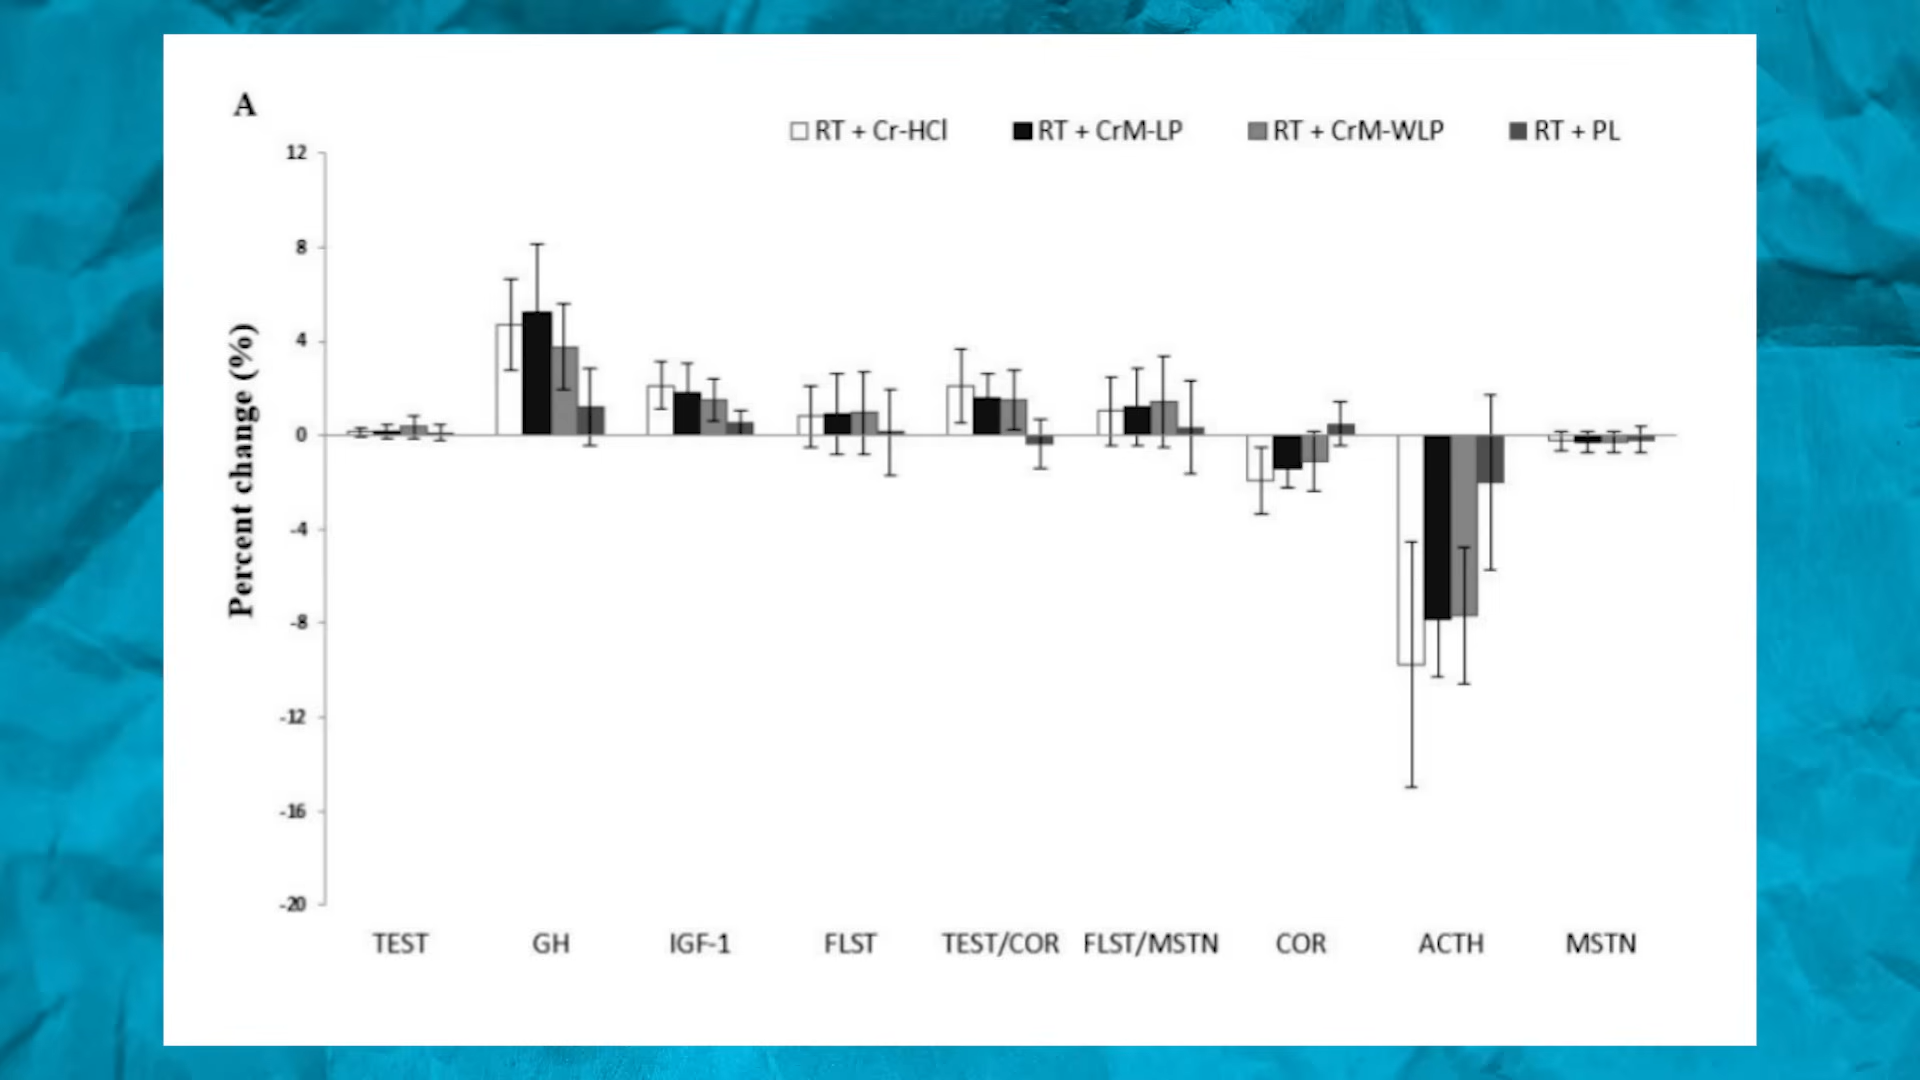 A
RT + Cr-HCl RT + CrM-LP RT + CrM-WLP RT + PL
12
8
4
0
-4
-8
-12
-16
-20
Percent change (%)
TEST GH IGF-1 FLST TEST/COR FLST/MSTN COR ACTH MSTN